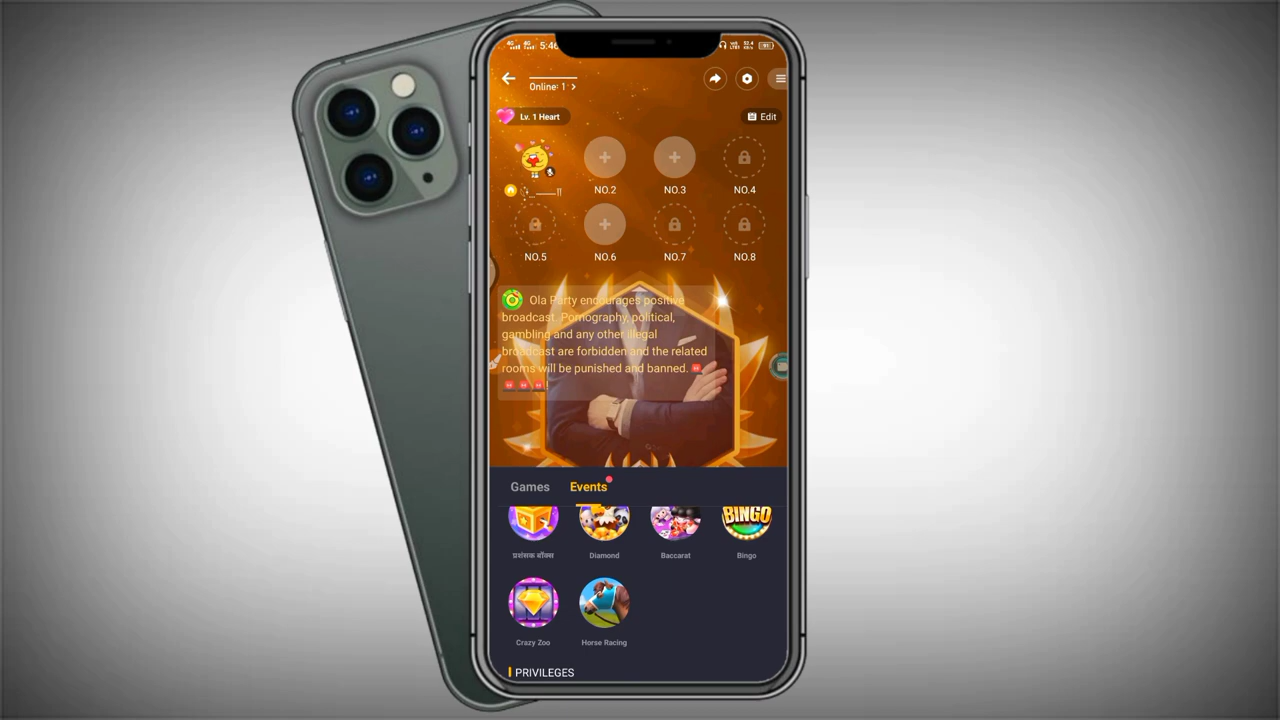 5:46
Online: 1 >
Lv. 1 Heart
Edit
NO.2
NO.3
NO.4
NO.5
NO.6
NO.7
NO.8
Ola Party encourages positive
broadcast. Pornography, political,
gambling and any other illegal
broadcast are forbidden and the related
rooms will be punished and banned.
Games
Events
BINGO
प्रशंसक बॉक्स
Diamond
Baccarat
Bingo
Crazy Zoo
Horse Racing
PRIVILEGES